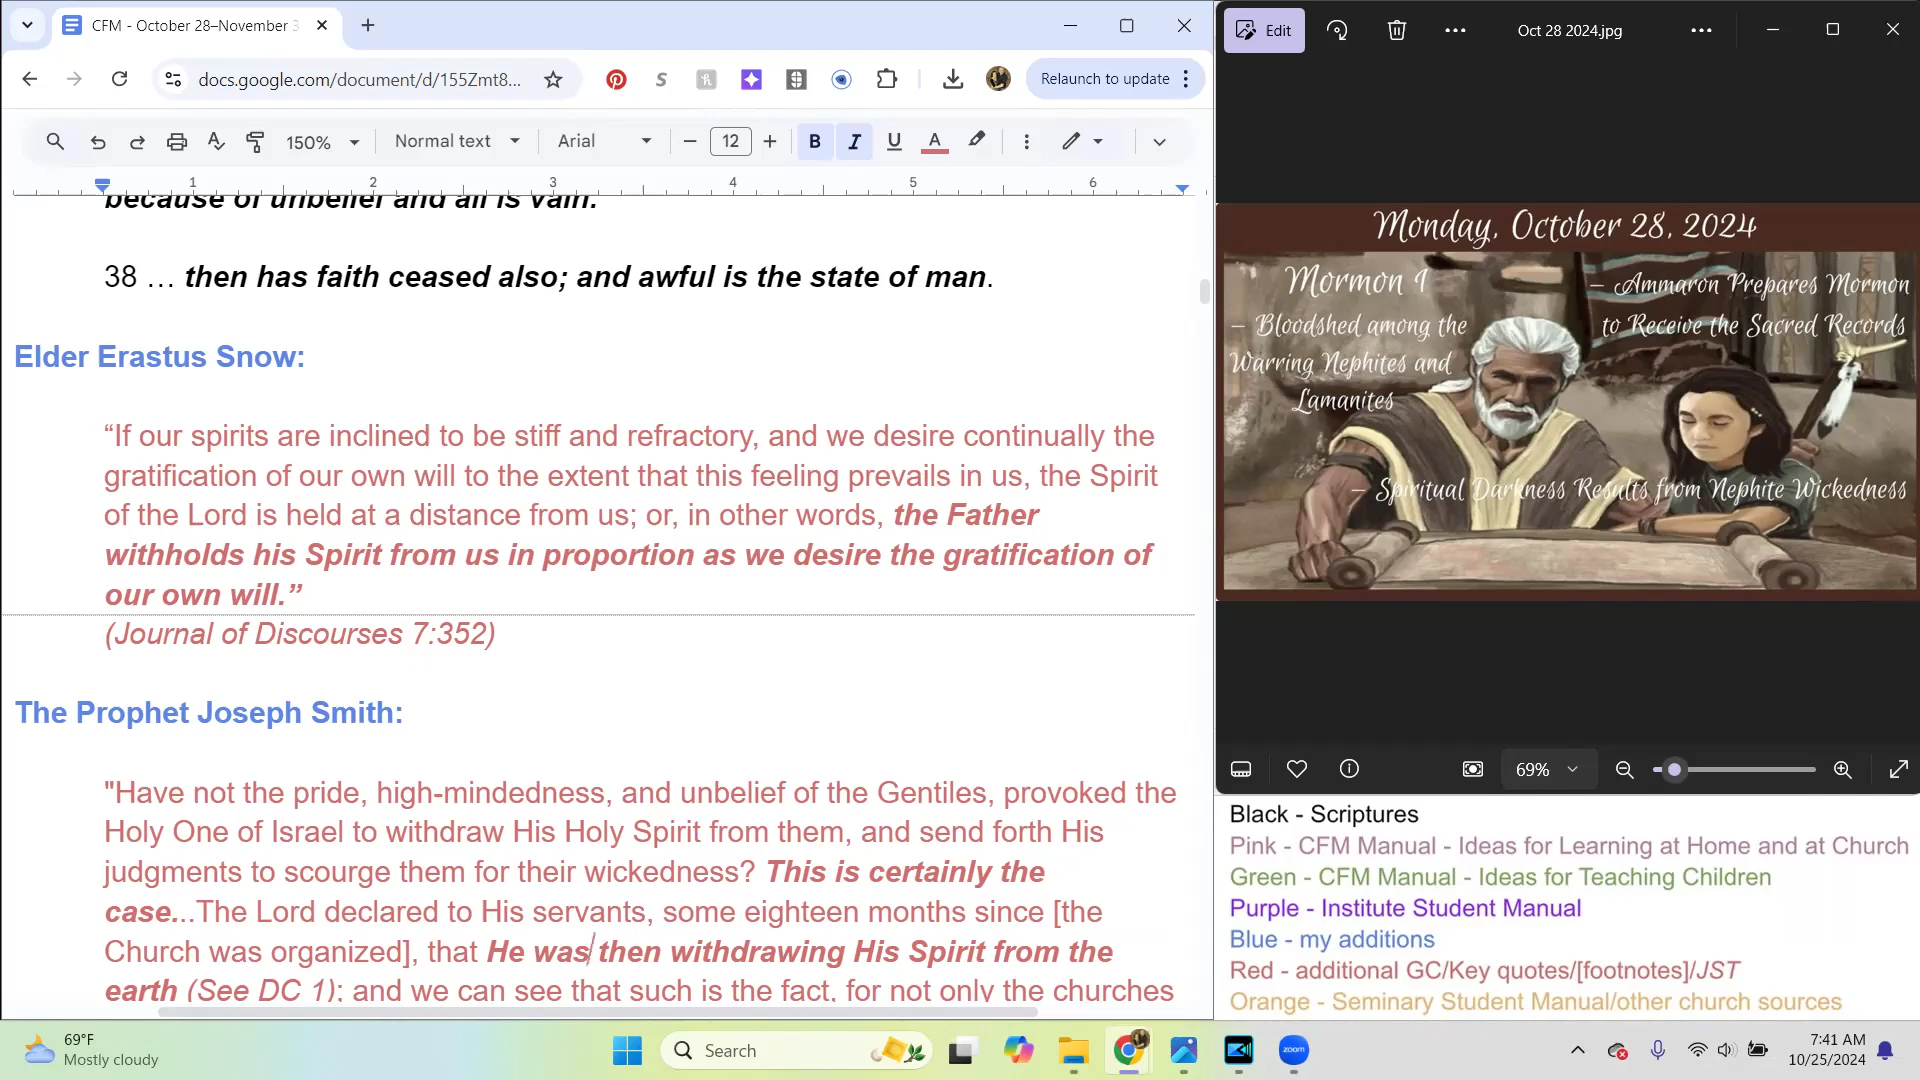 CFM - October 28–November 3
docs.google.com/document/d/155Zmt8...
Relaunch to update
150%
Normal text
Arial
12
B I U A
1 2 3 4 5 6
because of unbelief and all is vain.
38 … then has faith ceased also; and awful is the state of man.
Elder Erastus Snow:
“If our spirits are inclined to be stiff and refractory, and we desire continually the
gratification of our own will to the extent that this feeling prevails in us, the Spirit
of the Lord is held at a distance from us; or, in other words, the Father
withholds his Spirit from us in proportion as we desire the gratification of
our own will.”
(Journal of Discourses 7:352)
The Prophet Joseph Smith:
"Have not the pride, high-mindedness, and unbelief of the Gentiles, provoked the
Holy One of Israel to withdraw His Holy Spirit from them, and send forth His
judgments to scourge them for their wickedness? This is certainly the
case...The Lord declared to His servants, some eighteen months since [the
Church was organized], that He was then withdrawing His Spirit from the
earth (See DC 1); and we can see that such is the fact, for not only the churches
Edit
Oct 28 2024.jpg
Monday, October 28, 2024
Mormon 1
– Bloodshed among the
Warring Nephites and
Lamanites
– Ammaron Prepares Mormon
to Receive the Sacred Records
– Spiritual Darkness Results from Nephite Wickedness
69%
Black - Scriptures
Pink - CFM Manual - Ideas for Learning at Home and at Church
Green - CFM Manual - Ideas for Teaching Children
Purple - Institute Student Manual
Blue - my additions
Red - additional GC/Key quotes/[footnotes]/JST
Orange - Seminary Student Manual/other church sources
69°F
Mostly cloudy
Search
zoom
7:41 AM
10/25/2024